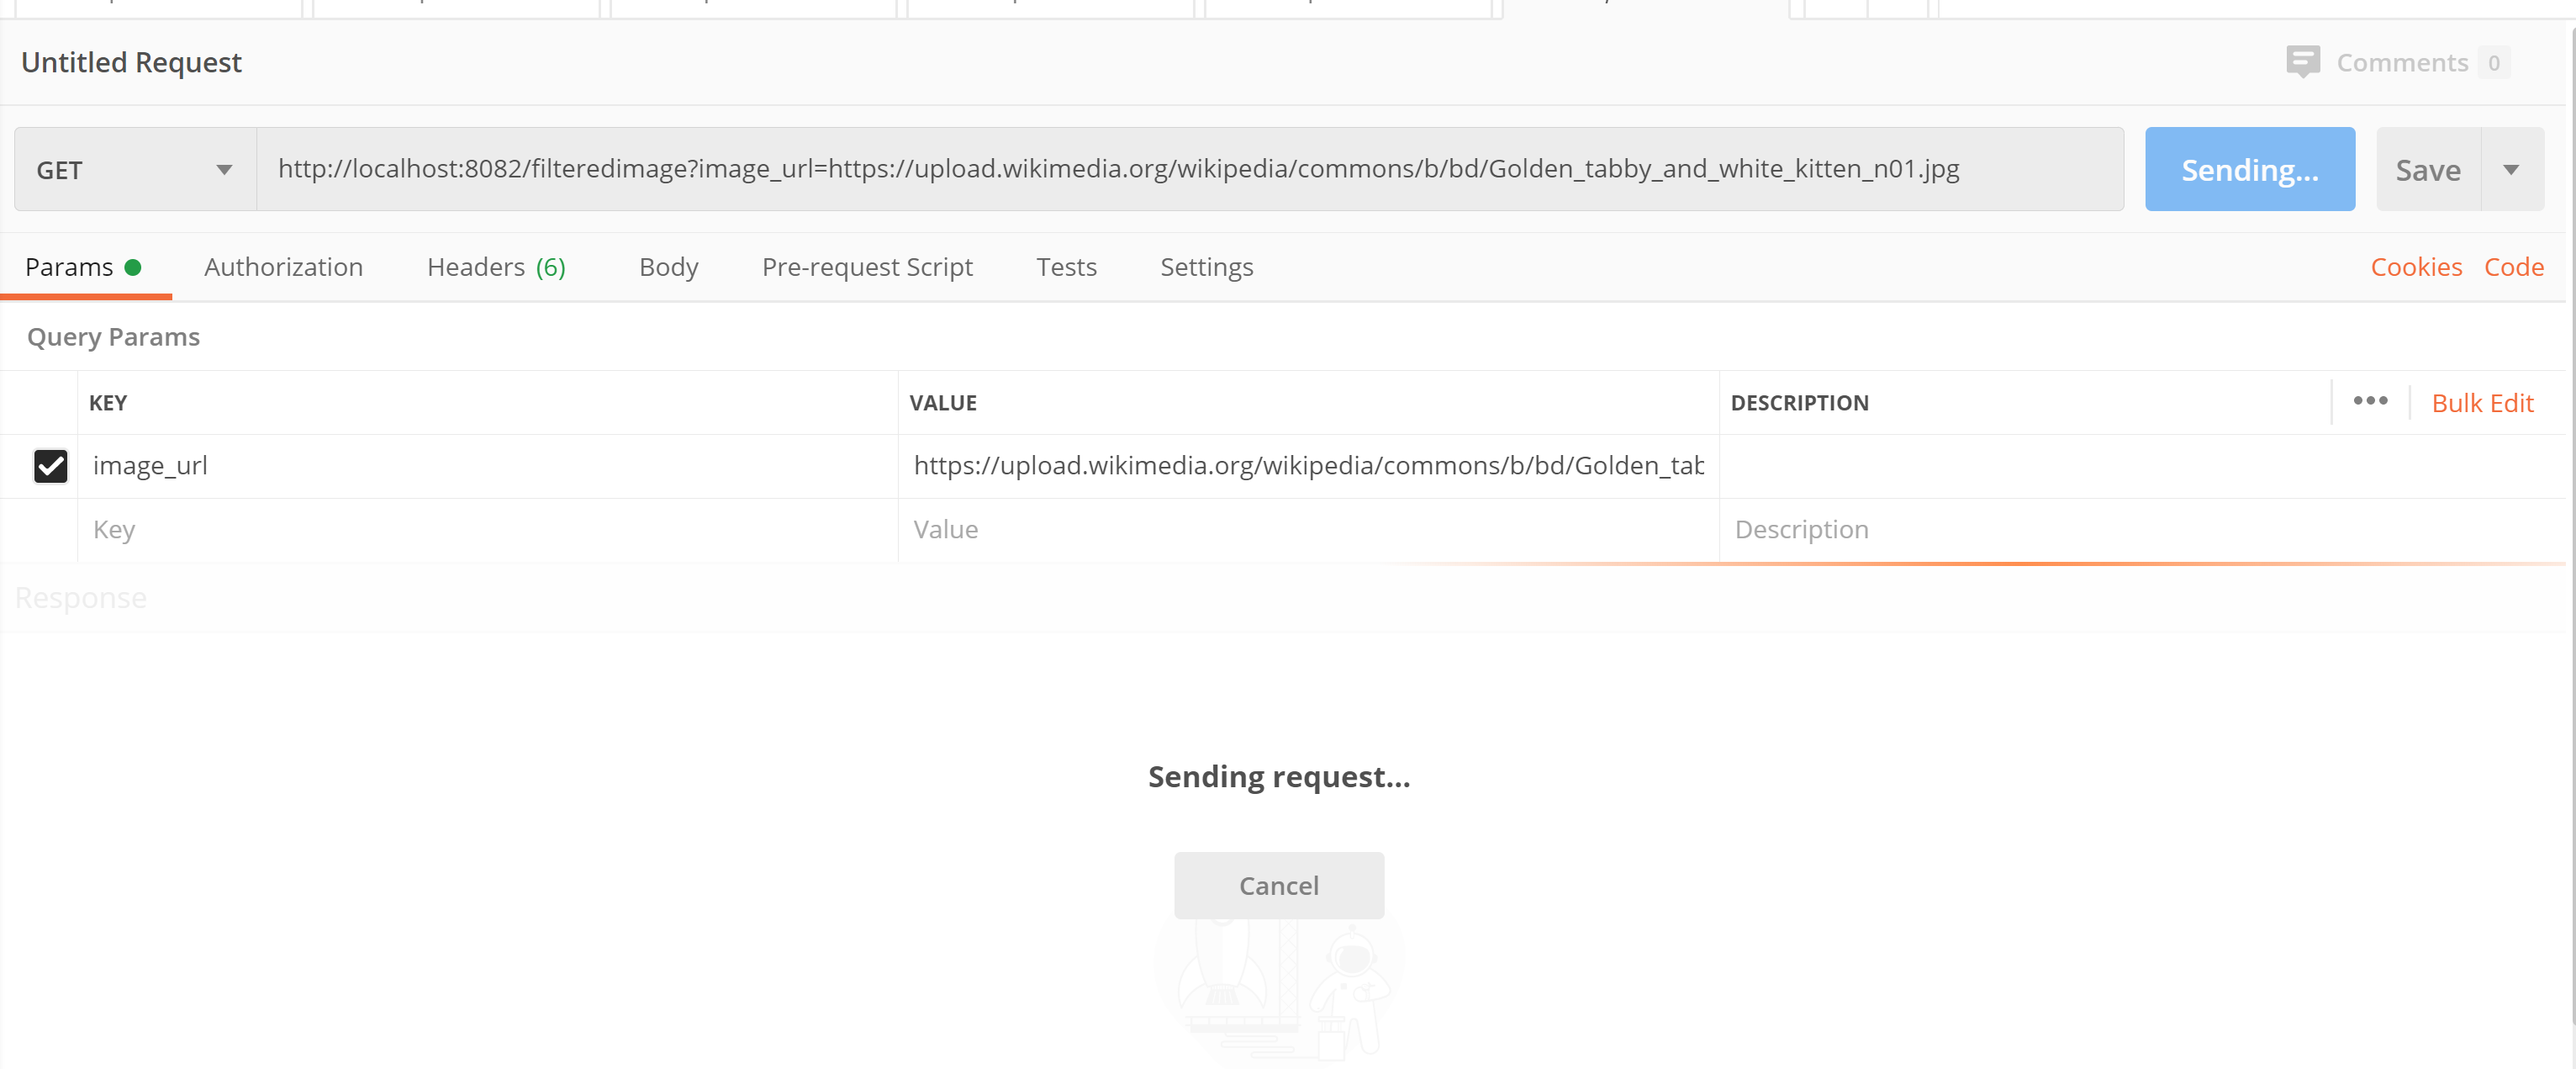 Untitled Request
Comments 0
GET http://localhost:8082/filteredimage?image_url=https://upload.wikimedia.org/wikipedia/commons/b/bd/Golden_tabby_and_white_kitten_n01.jpg Sending... Save
Params Authorization Headers (6) Body Pre-request Script Tests Settings Cookies Code
Query Params
KEY VALUE DESCRIPTION ••• Bulk Edit
image_url https://upload.wikimedia.org/wikipedia/commons/b/bd/Golden_tab
Key Value Description
Response
Sending request...
Cancel